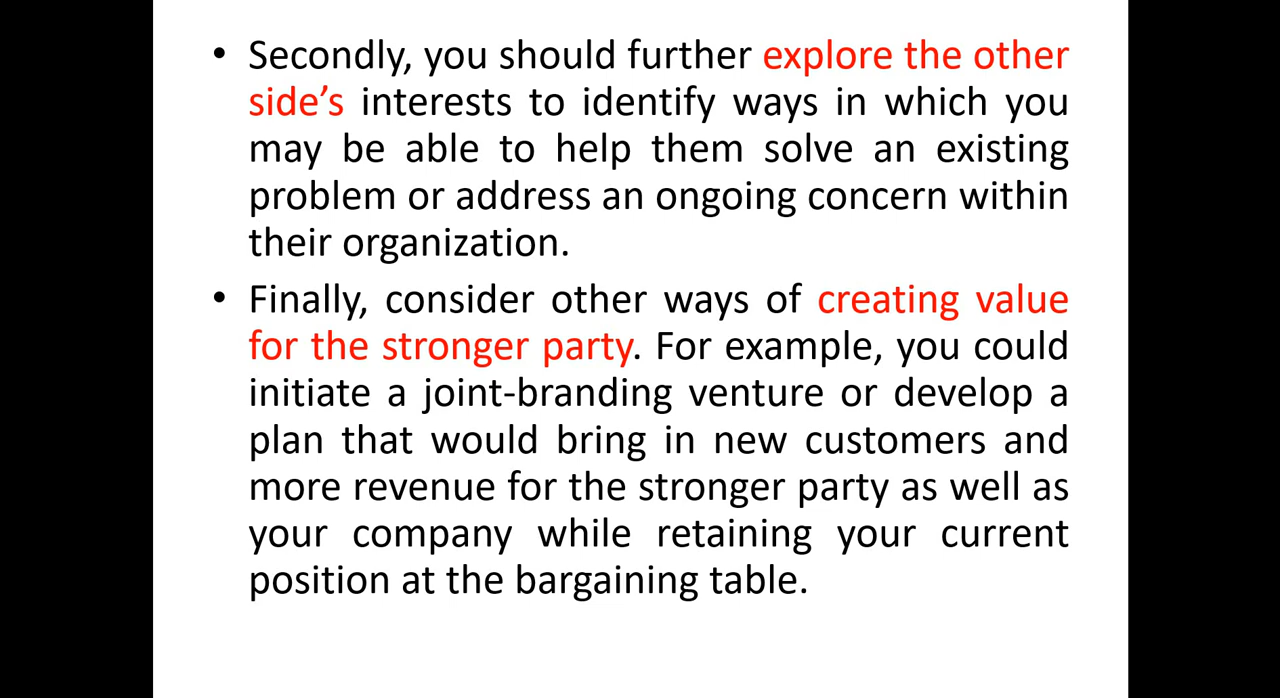 • Secondly, you should further explore the other
side’s interests to identify ways in which you
may be able to help them solve an existing
problem or address an ongoing concern within
their organization.
• Finally, consider other ways of creating value
for the stronger party. For example, you could
initiate a joint-branding venture or develop a
plan that would bring in new customers and
more revenue for the stronger party as well as
your company while retaining your current
position at the bargaining table.